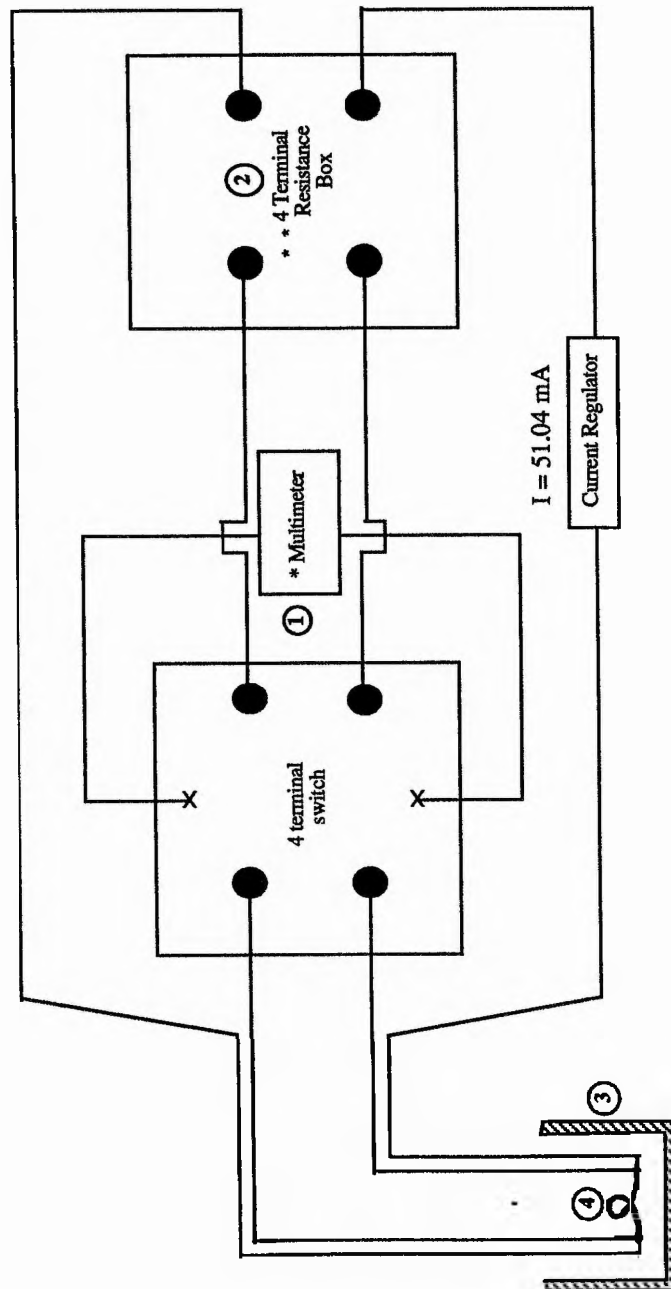 2
* * 4 Terminal
Resistance
Box
* Multimeter
1
I = 51.04 mA
Current Regulator
4 terminal
switch
X
X
3
4